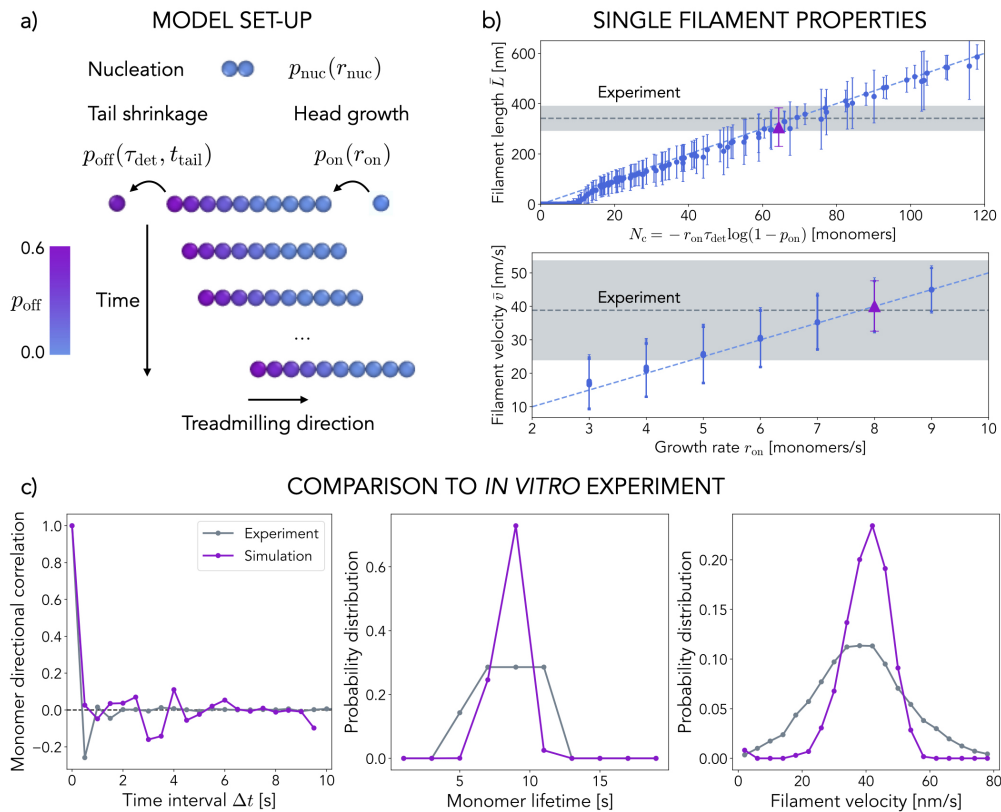 a)
MODEL SET-UP
Nucleation
p_nuc(r_nuc)
Tail shrinkage
Head growth
p_off(τ_det, t_tail)
p_on(r_on)
0.6
p_off
0.0
Time
...
Treadmilling direction
b)
SINGLE FILAMENT PROPERTIES
Filament length L̄ [nm]
600
400
200
0
Experiment
0 20 40 60 80 100 120
N_c = − r_on τ_det log(1 − p_on) [monomers]
Filament velocity v̄ [nm/s]
50
40
30
20
10
Experiment
2 3 4 5 6 7 8 9 10
Growth rate r_on [monomers/s]
c)
COMPARISON TO IN VITRO EXPERIMENT
Monomer directional correlation
1.0
0.8
0.6
0.4
0.2
0.0
−0.2
Experiment
Simulation
0 2 4 6 8 10
Time interval Δt [s]
Probability distribution
0.6
0.4
0.2
0.0
5 10 15
Monomer lifetime [s]
Probability distribution
0.20
0.15
0.10
0.05
0.00
0 20 40 60 80
Filament velocity [nm/s]